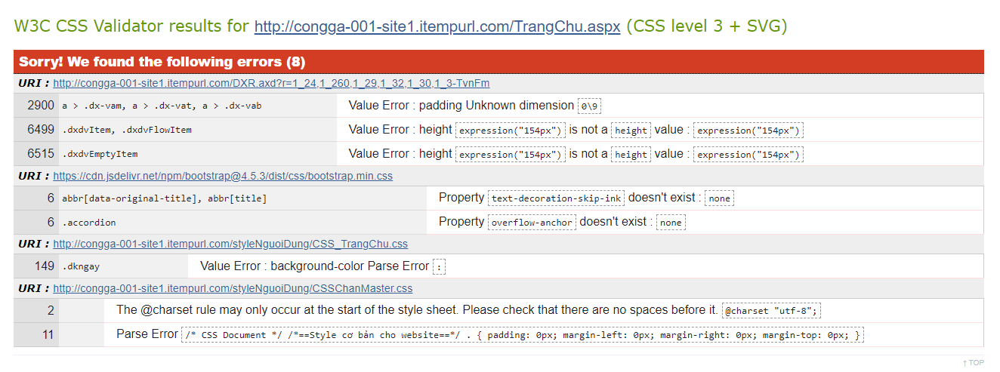 W3C CSS Validator results for http://congga-001-site1.itempurl.com/TrangChu.aspx (CSS level 3 + SVG)
Sorry! We found the following errors (8)
URI : http://congga-001-site1.itempurl.com/DXR.axd?r=1_24,1_260,1_29,1_32,1_30,1_3-TvnFm
2900 a > .dx-vam, a > .dx-vat, a > .dx-vab Value Error : padding Unknown dimension 0\9
6499 .dxdvItem, .dxdvFlowItem Value Error : height expression("154px") is not a height value : expression("154px")
6515 .dxdvEmptyItem Value Error : height expression("154px") is not a height value : expression("154px")
URI : https://cdn.jsdelivr.net/npm/bootstrap@4.5.3/dist/css/bootstrap.min.css
6 abbr[data-original-title], abbr[title] Property text-decoration-skip-ink doesn't exist : none
6 .accordion Property overflow-anchor doesn't exist : none
URI : http://congga-001-site1.itempurl.com/styleNguoiDung/CSS_TrangChu.css
149 .dkngay Value Error : background-color Parse Error :
URI : http://congga-001-site1.itempurl.com/styleNguoiDung/CSSChanMaster.css
2 The @charset rule may only occur at the start of the style sheet. Please check that there are no spaces before it. @charset "utf-8";
11 Parse Error /* CSS Document */ /*==Style cơ bản cho website==*/ . { padding: 0px; margin-left: 0px; margin-right: 0px; margin-top: 0px; }
↑ TOP